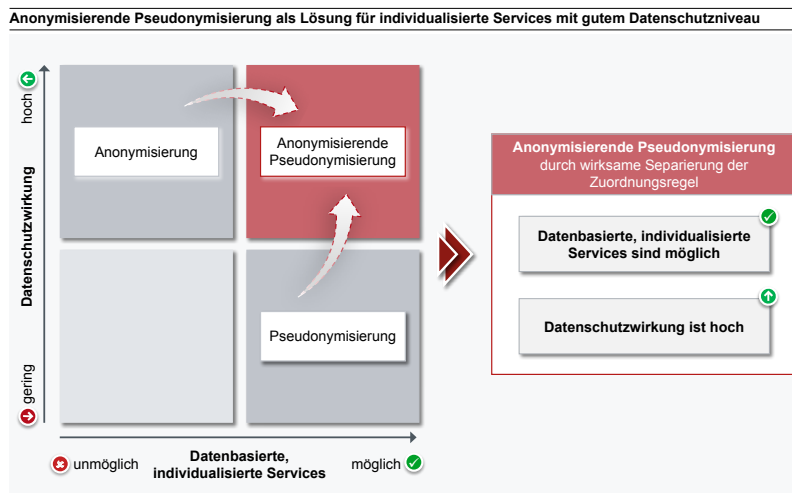 Anonymisierende Pseudonymisierung als Lösung für individualisierte Services mit gutem Datenschutzniveau
hoch
Datenschutzwirkung
gering
Anonymisierung
Anonymisierende
Pseudonymisierung
Pseudonymisierung
unmöglich
Datenbasierte,
individualisierte Services
möglich
Anonymisierende Pseudonymisierung
durch wirksame Separierung der
Zuordnungsregel
Datenbasierte, individualisierte
Services sind möglich
Datenschutzwirkung ist hoch